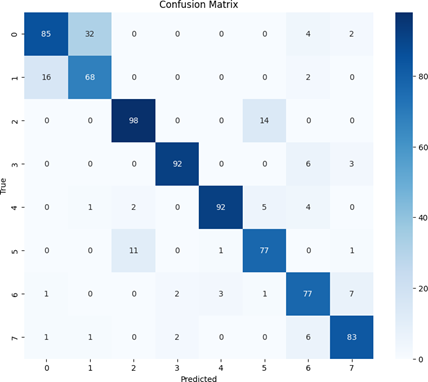 Confusion Matrix
0 85 32 0 0 0 0 4 2
1 16 68 0 0 0 0 2 0
2 0 0 98 0 0 14 0 0
3 0 0 0 92 0 0 6 3
4 0 1 2 0 92 5 4 0
5 0 0 11 0 1 77 0 1
6 1 0 0 2 3 1 77 7
7 1 1 0 2 0 0 6 83
0 1 2 3 4 5 6 7
Predicted
True
80
60
40
20
0